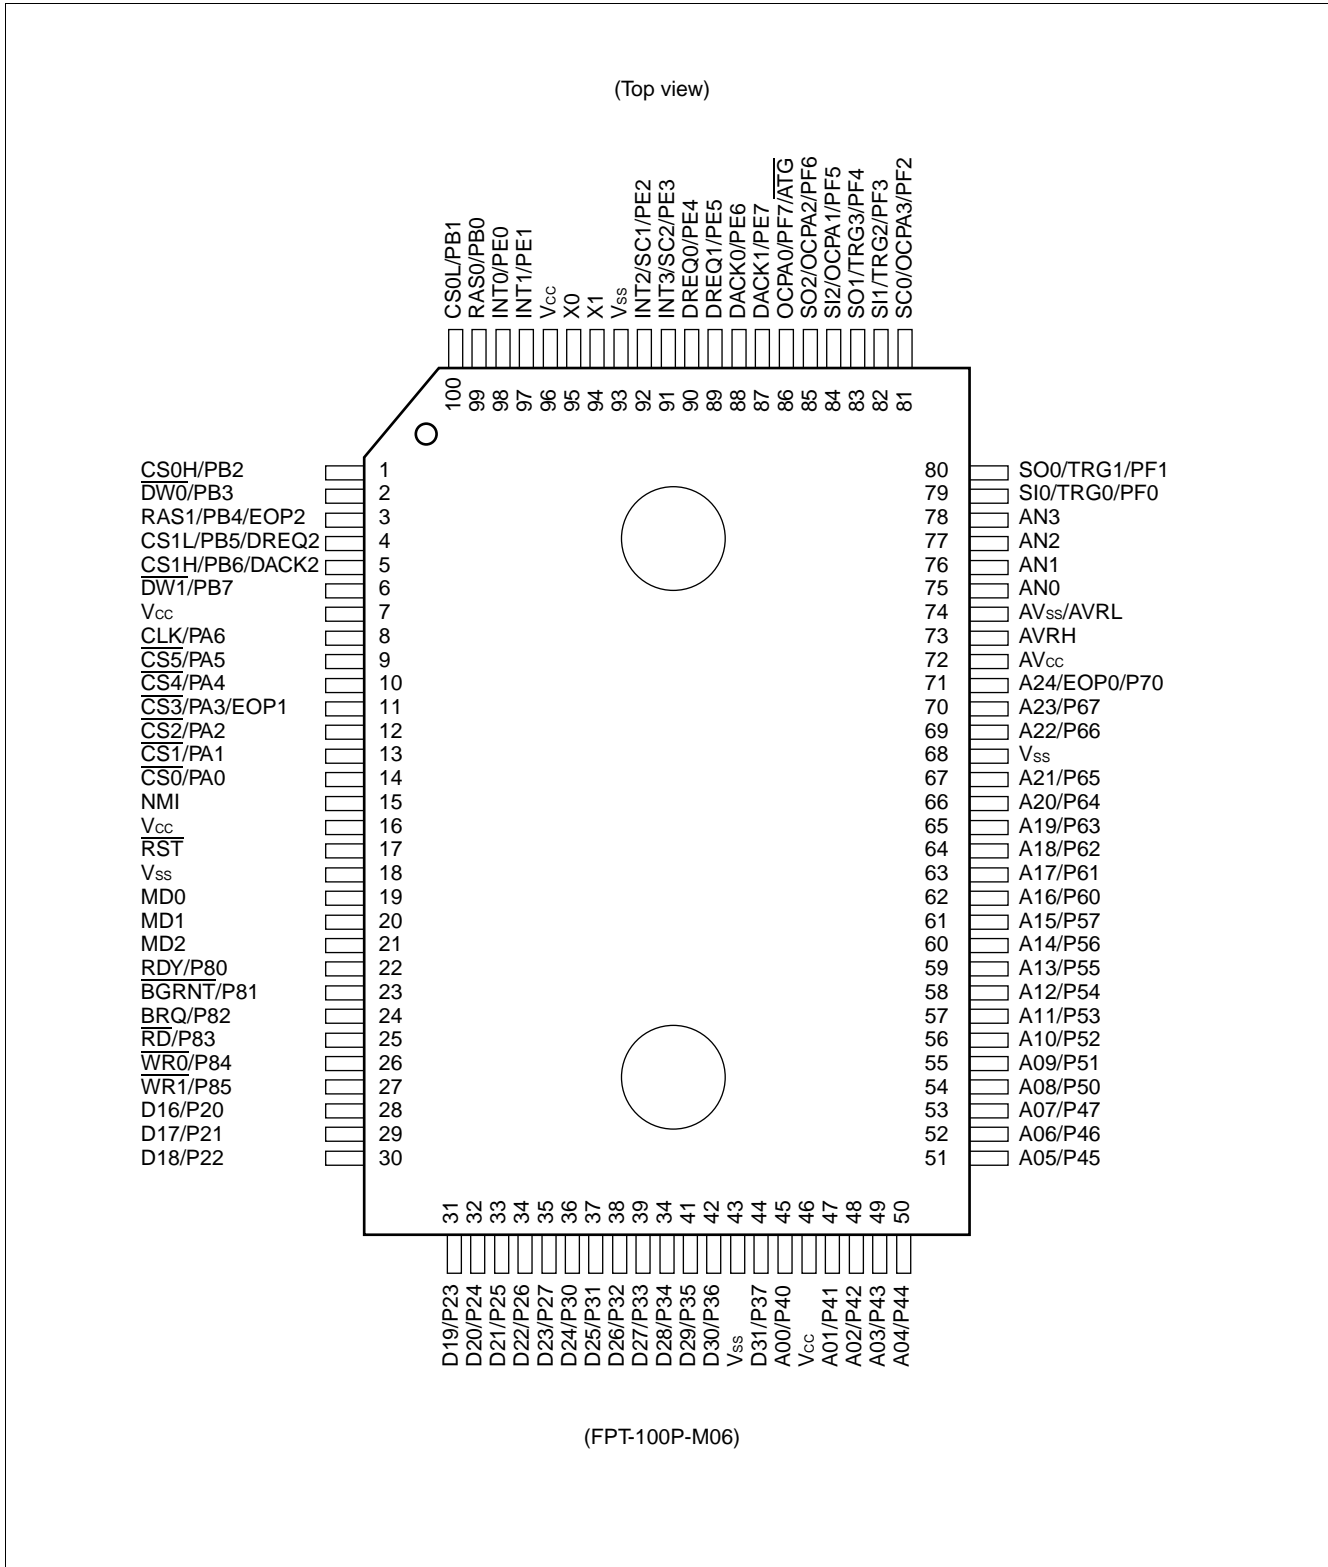 (Top view)
CS0L/PB1
RAS0/PB0
INT0/PE0
INT1/PE1
Vcc
X0
X1
Vss
INT2/SC1/PE2
INT3/SC2/PE3
DREQ0/PE4
DREQ1/PE5
DACK0/PE6
DACK1/PE7
OCPA0/PF7/A̅T̅G̅
SO2/OCPA2/PF6
SI2/OCPA1/PF5
SO1/TRG3/PF4
SI1/TRG2/PF3
SC0/OCPA3/PF2
100 99 98 97 96 95 94 93 92 91 90 89 88 87 86 85 84 83 82 81
CS0H/PB2 1
D̅W̅0̅/PB3 2
RAS1/PB4/EOP2 3
CS1L/PB5/DREQ2 4
CS1H/PB6/DACK2 5
D̅W̅1̅/PB7 6
Vcc 7
CLK/PA6 8
C̅S̅5̅/PA5 9
C̅S̅4̅/PA4 10
C̅S̅3̅/PA3/EOP1 11
C̅S̅2̅/PA2 12
C̅S̅1̅/PA1 13
C̅S̅0̅/PA0 14
NMI 15
Vcc 16
R̅S̅T̅ 17
Vss 18
MD0 19
MD1 20
MD2 21
RDY/P80 22
B̅G̅R̅N̅T̅/P81 23
BRQ/P82 24
R̅D̅/P83 25
W̅R̅0̅/P84 26
W̅R̅1̅/P85 27
D16/P20 28
D17/P21 29
D18/P22 30
80 SO0/TRG1/PF1
79 SI0/TRG0/PF0
78 AN3
77 AN2
76 AN1
75 AN0
74 AVss/AVRL
73 AVRH
72 AVcc
71 A24/EOP0/P70
70 A23/P67
69 A22/P66
68 Vss
67 A21/P65
66 A20/P64
65 A19/P63
64 A18/P62
63 A17/P61
62 A16/P60
61 A15/P57
60 A14/P56
59 A13/P55
58 A12/P54
57 A11/P53
56 A10/P52
55 A09/P51
54 A08/P50
53 A07/P47
52 A06/P46
51 A05/P45
31 32 33 34 35 36 37 38 39 34 41 42 43 44 45 46 47 48 49 50
D19/P23
D20/P24
D21/P25
D22/P26
D23/P27
D24/P30
D25/P31
D26/P32
D27/P33
D28/P34
D29/P35
D30/P36
Vss
D31/P37
A00/P40
Vcc
A01/P41
A02/P42
A03/P43
A04/P44
(FPT-100P-M06)